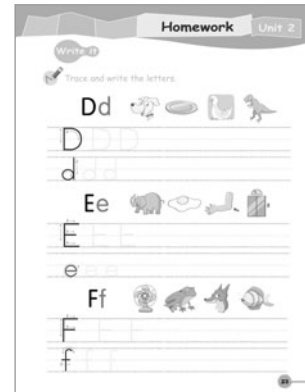 Homework Unit 2
Write it
Trace and write the letters.
Dd
D D D
d d d
Ee
E E E
e e e e
Ff
F F F
f f f